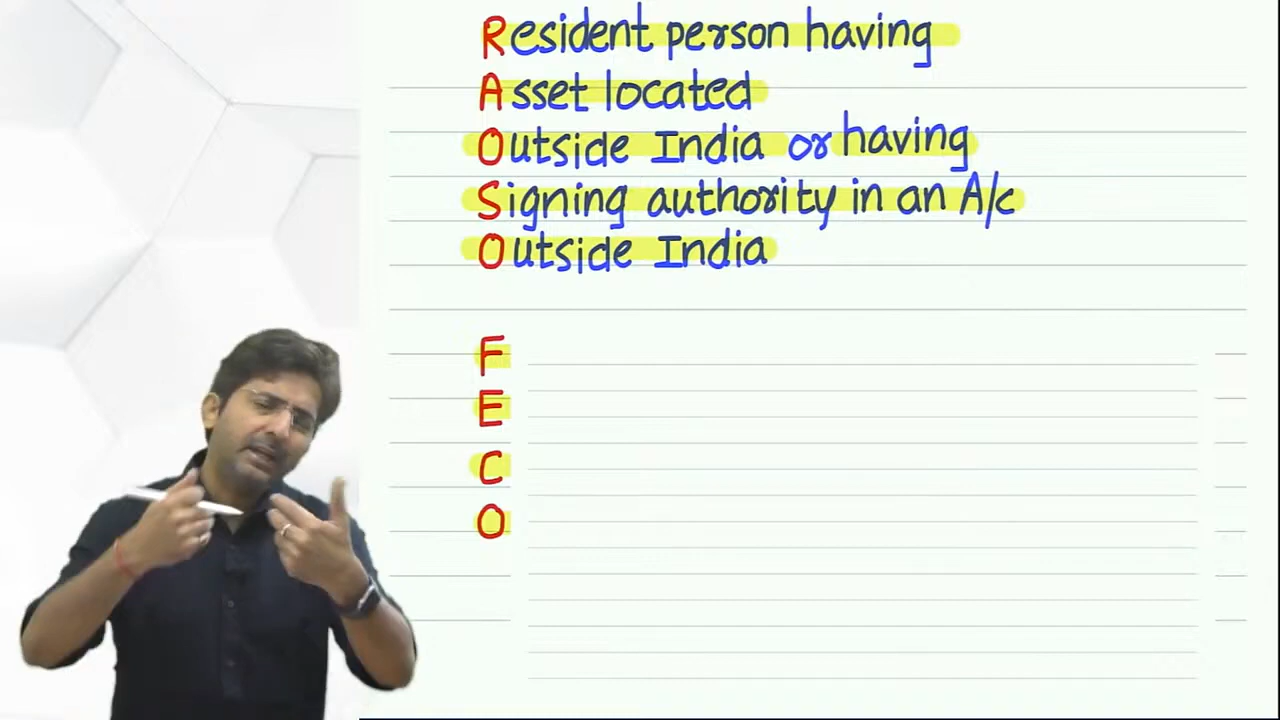 Resident person having
Asset located
Outside India or having
Signing authority in an A/c
Outside India
F
E
C
O